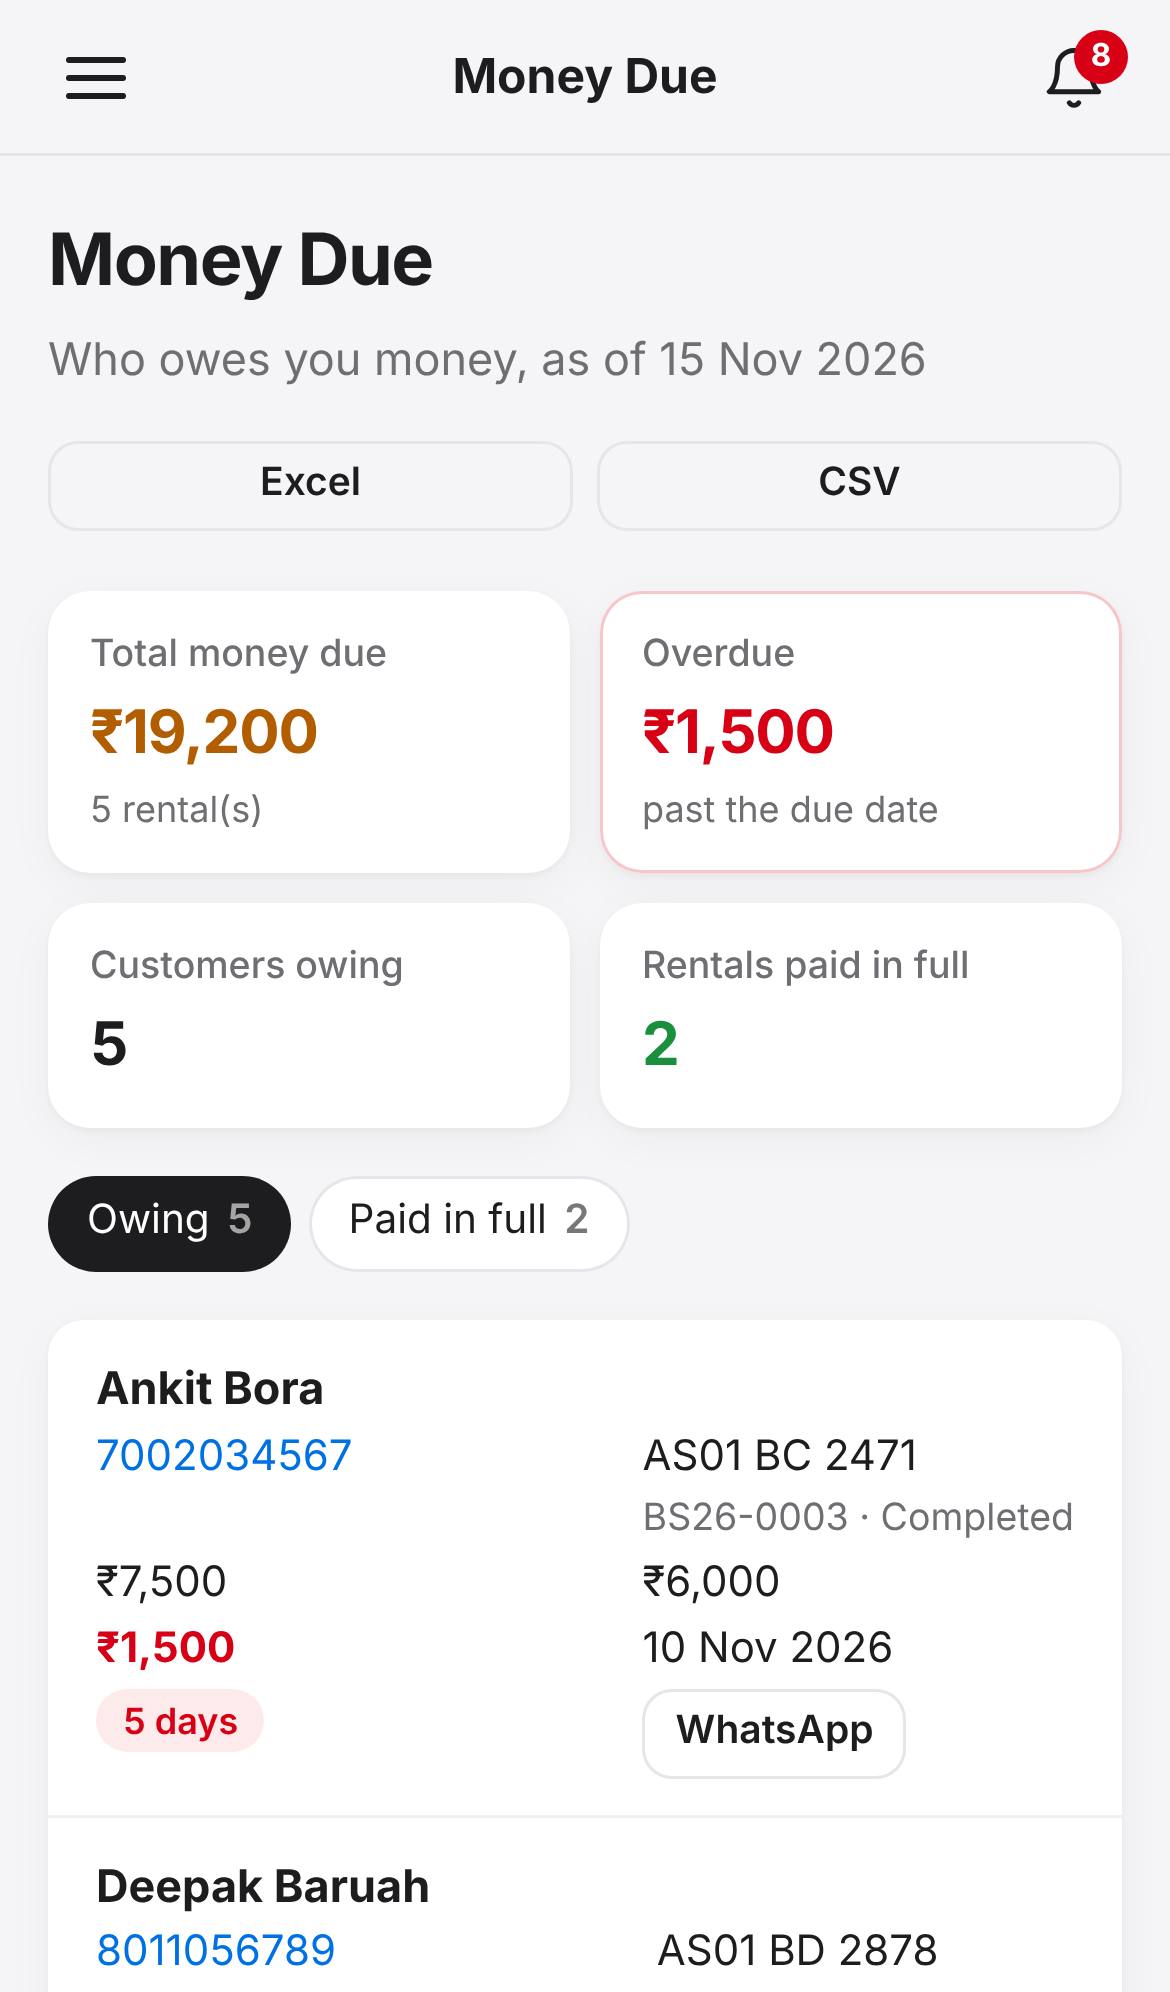 Money Due
8
Money Due
Who owes you money, as of 15 Nov 2026
Excel
CSV
Total money due
₹19,200
5 rental(s)
Overdue
₹1,500
past the due date
Customers owing
5
Rentals paid in full
2
Owing 5
Paid in full 2
Ankit Bora
7002034567
AS01 BC 2471
BS26-0003 · Completed
₹7,500
₹6,000
₹1,500
10 Nov 2026
5 days
WhatsApp
Deepak Baruah
8011056789
AS01 BD 2878